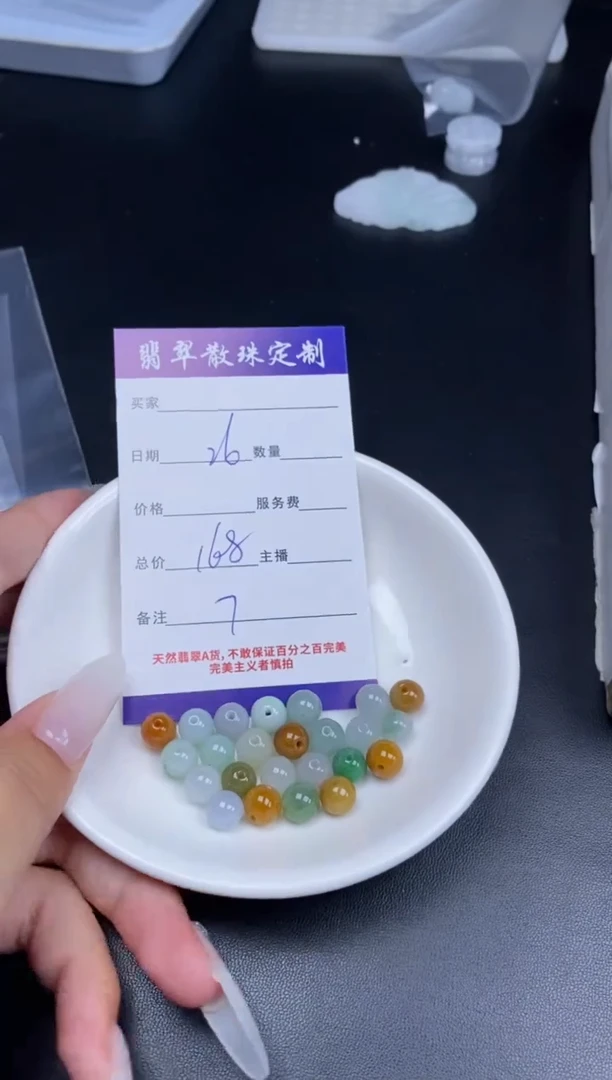 翡翠散珠定制
买家
日期 26 数量
价格 服务费
总价 168 主播
备注 7
天然翡翠A货,不敢保证百分之百完美
完美主义者慎拍